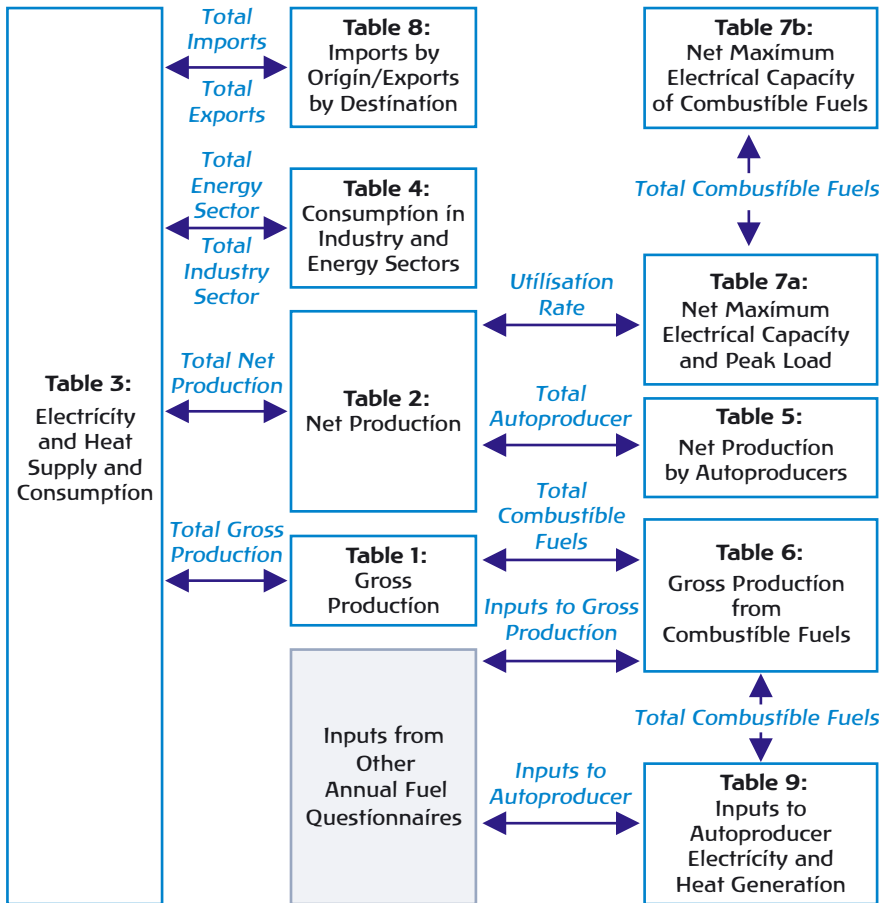 Table 3:
Electricity
and Heat
Supply and
Consumption
Total
Imports
Total
Exports
Table 8:
Imports by
Origin/Exports
by Destination
Total
Energy
Sector
Total
Industry
Sector
Table 4:
Consumption in
Industry and
Energy Sectors
Total Net
Production
Table 2:
Net Production
Total Gross
Production
Table 1:
Gross
Production
Inputs from
Other
Annual Fuel
Questionnaires
Table 7b:
Net Maximum
Electrical Capacity
of Combustible Fuels
Total Combustible Fuels
Utilisation
Rate
Table 7a:
Net Maximum
Electrical Capacity
and Peak Load
Total
Autoproducer
Table 5:
Net Production
by Autoproducers
Total
Combustible
Fuels
Inputs to Gross
Production
Table 6:
Gross Production
from
Combustible Fuels
Total Combustible Fuels
Inputs to
Autoproducer
Table 9:
Inputs to
Autoproducer
Electricity and
Heat Generation